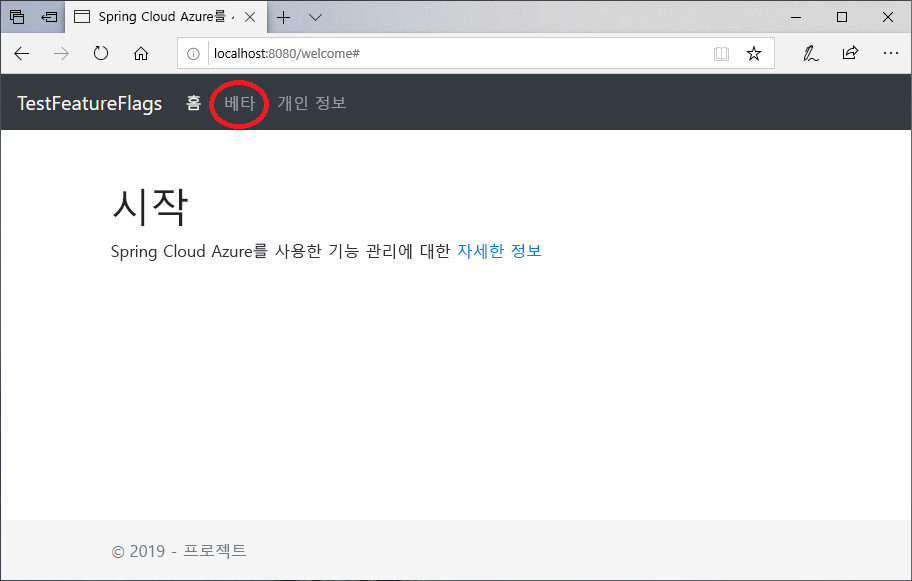 Spring Cloud Azure를
localhost:8080/welcome#
TestFeatureFlags 홈 베타 개인 정보
시작
Spring Cloud Azure를 사용한 기능 관리에 대한 자세한 정보
© 2019 - 프로젝트